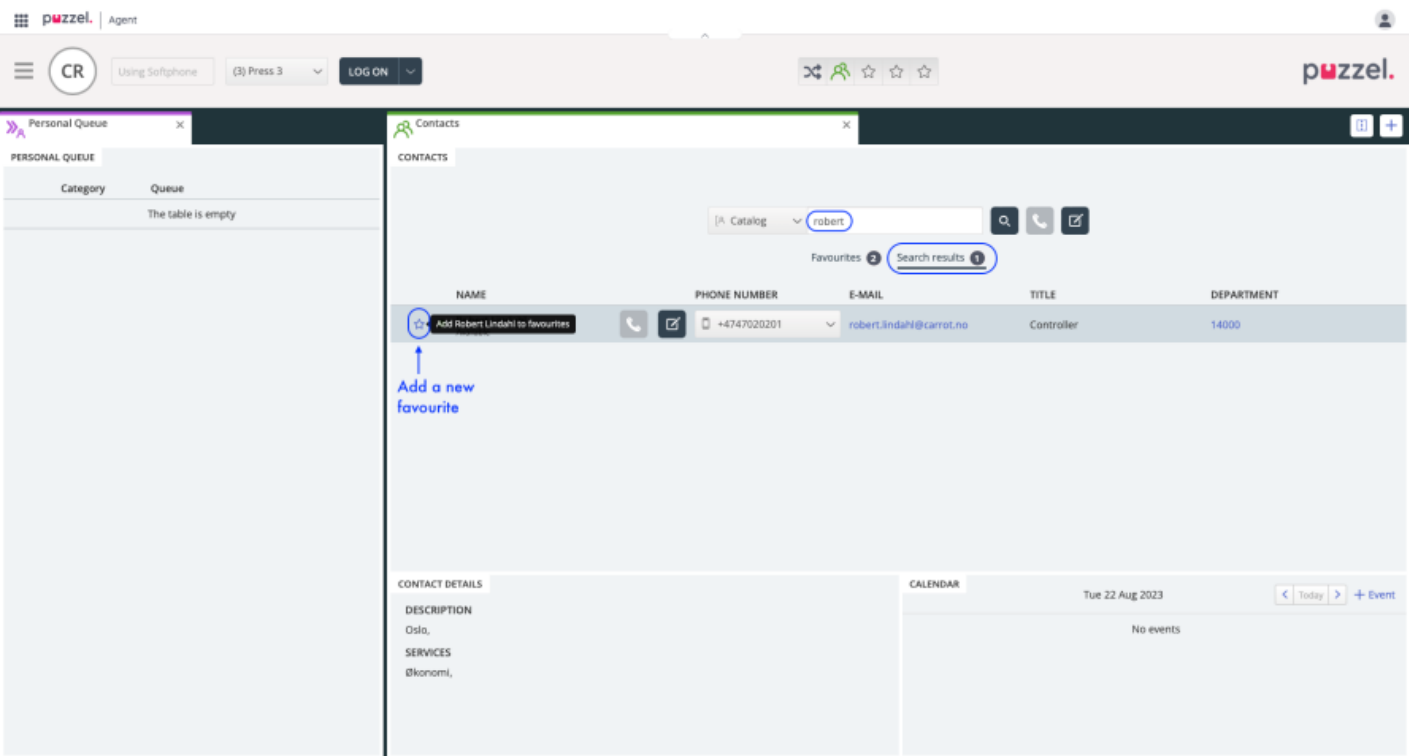 puzzel. Agent
CR Using Softphone (3) Press 3 LOG ON puzzel.
Personal Queue
Contacts
PERSONAL QUEUE
CONTACTS
Category Queue
The table is empty
Catalog robert
Favourites 2 Search results 1
NAME PHONE NUMBER E-MAIL TITLE DEPARTMENT
Add Robert Lindahl to favourites +4747020201 robert.lindahl@carrot.no Controller 14000
Add a new
favourite
CONTACT DETAILS
CALENDAR
Tue 22 Aug 2023 Today + Event
DESCRIPTION
Oslo,
No events
SERVICES
Økonomi,